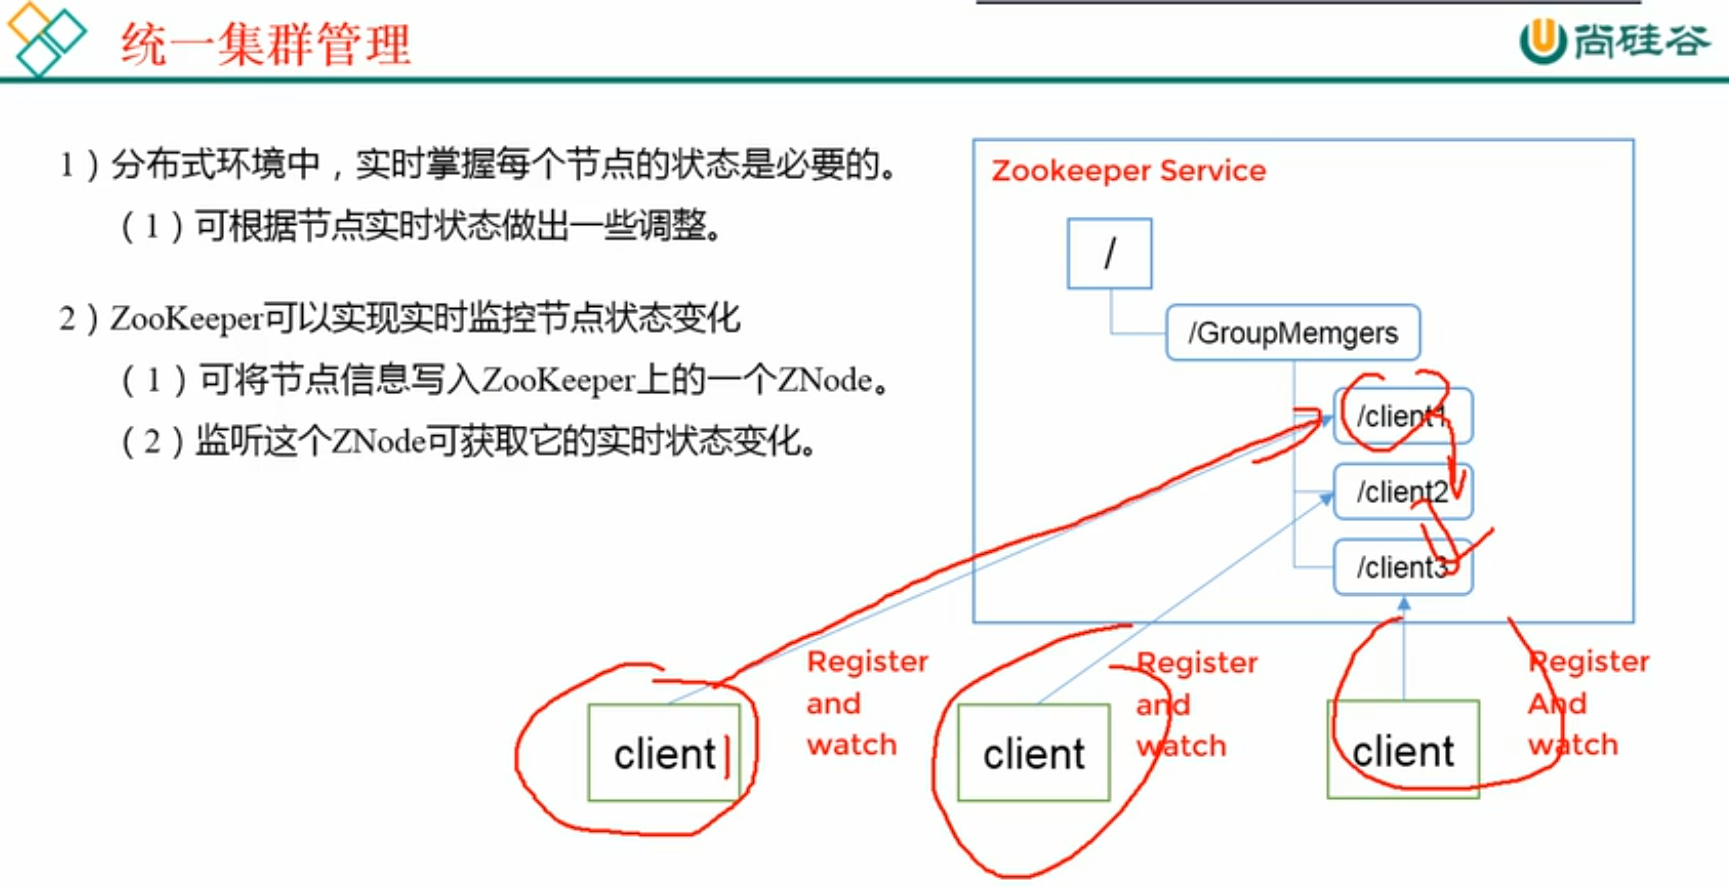 统一集群管理
尚硅谷
1）分布式环境中，实时掌握每个节点的状态是必要的。
（1）可根据节点实时状态做出一些调整。
2）ZooKeeper可以实现实时监控节点状态变化
（1）可将节点信息写入ZooKeeper上的一个ZNode。
（2）监听这个ZNode可获取它的实时状态变化。
Zookeeper Service
/
/GroupMemgers
/client1
/client2
/client3
Register
and
watch
Register
and
watch
Register
And
watch
client1
client
client